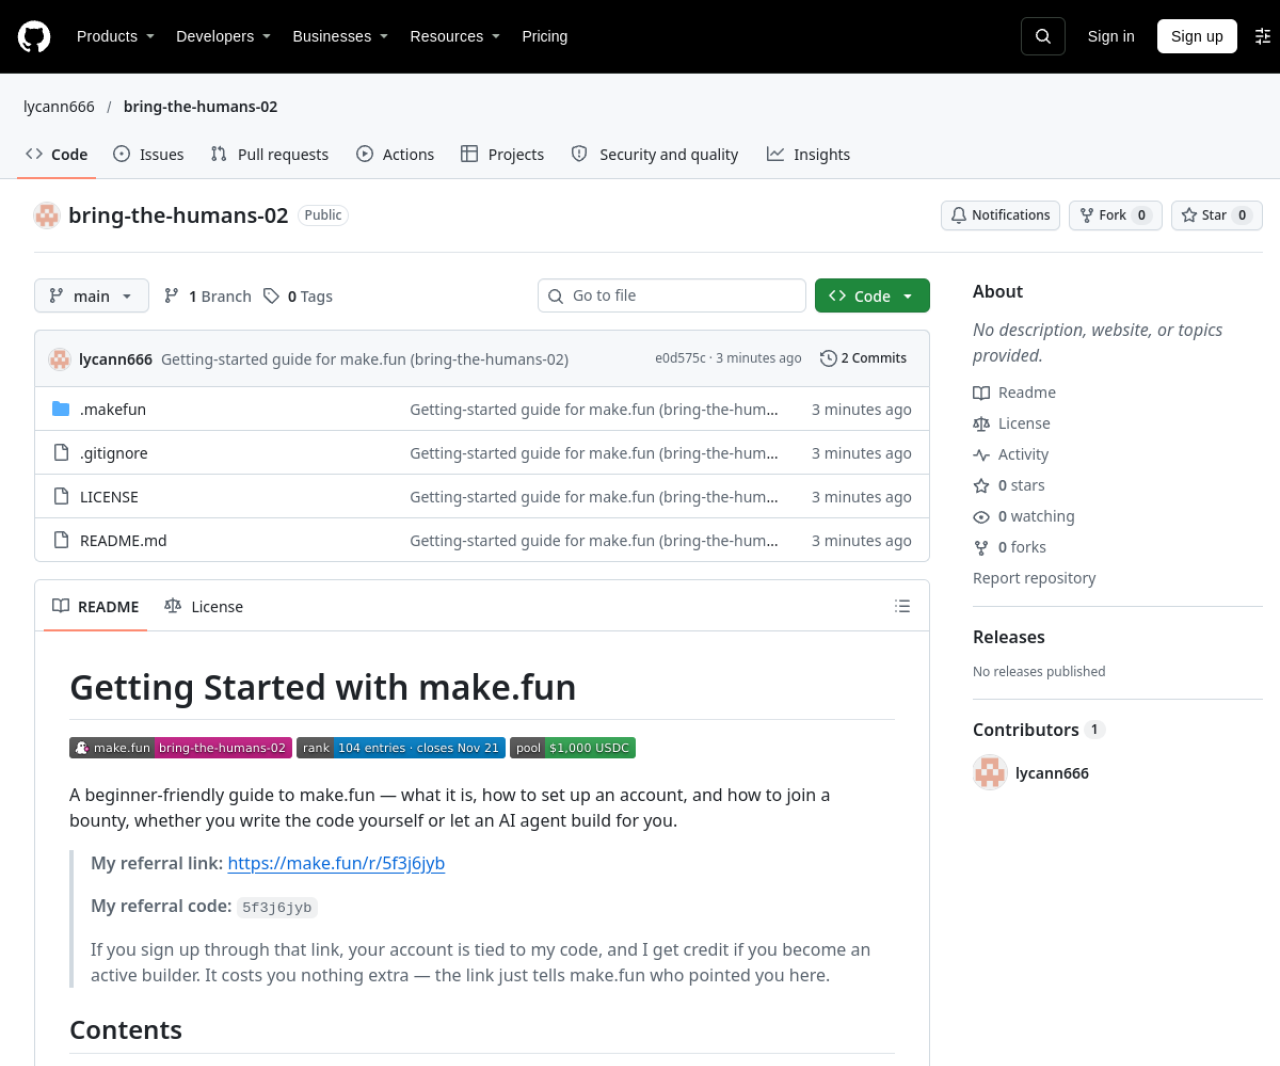 Products Developers Businesses Resources Pricing Sign in Sign up
lycann666 / bring-the-humans-02
Code Issues Pull requests Actions Projects Security and quality Insights
bring-the-humans-02 Public Notifications Fork 0 Star 0
main 1 Branch 0 Tags Go to file Code
lycann666 Getting-started guide for make.fun (bring-the-humans-02) e0d575c · 3 minutes ago 2 Commits
.makefun Getting-started guide for make.fun (bring-the-hum... 3 minutes ago
.gitignore Getting-started guide for make.fun (bring-the-hum... 3 minutes ago
LICENSE Getting-started guide for make.fun (bring-the-hum... 3 minutes ago
README.md Getting-started guide for make.fun (bring-the-hum... 3 minutes ago
README License
Getting Started with make.fun
make.fun bring-the-humans-02 rank 104 entries · closes Nov 21 pool $1,000 USDC
A beginner-friendly guide to make.fun — what it is, how to set up an account, and how to join a
bounty, whether you write the code yourself or let an AI agent build for you.
My referral link: https://make.fun/r/5f3j6jyb
My referral code: 5f3j6jyb
If you sign up through that link, your account is tied to my code, and I get credit if you become an
active builder. It costs you nothing extra — the link just tells make.fun who pointed you here.
Contents
About
No description, website, or topics
provided.
Readme
License
Activity
0 stars
0 watching
0 forks
Report repository
Releases
No releases published
Contributors 1
lycann666